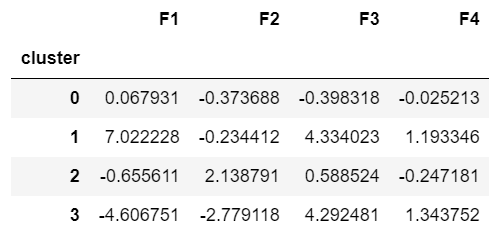 F1 F2 F3 F4
cluster
0 0.067931 -0.373688 -0.398318 -0.025213
1 7.022228 -0.234412 4.334023 1.193346
2 -0.655611 2.138791 0.588524 -0.247181
3 -4.606751 -2.779118 4.292481 1.343752